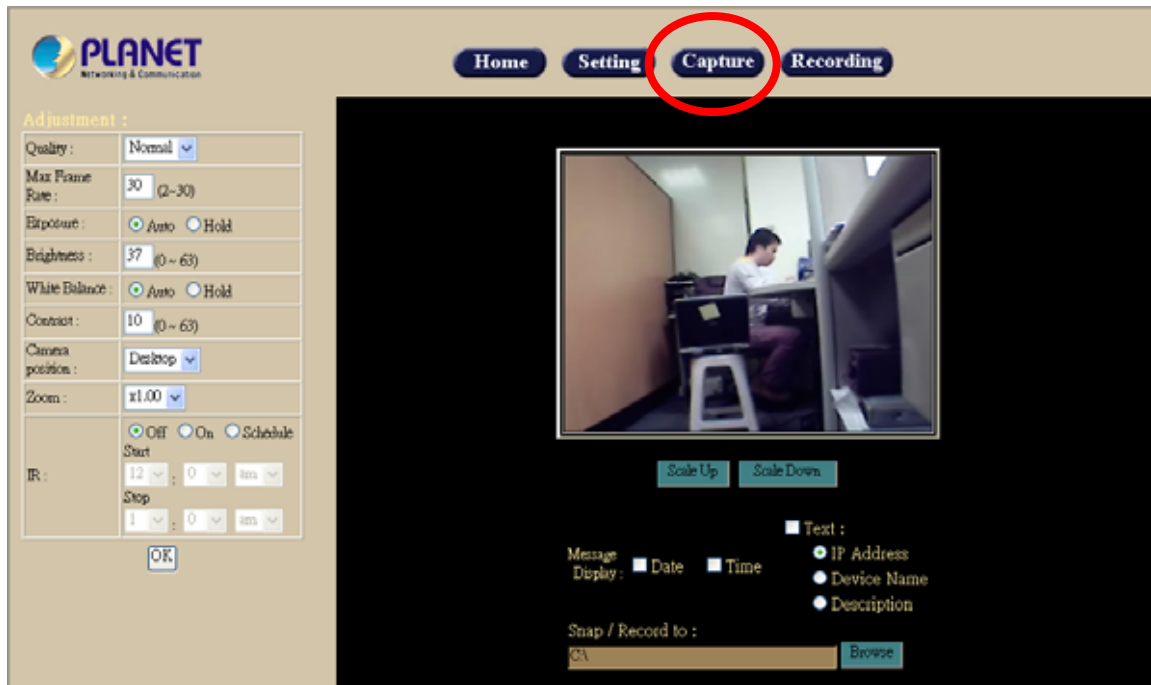 PLANET
Networking & Communication
Home Setting Capture Recording
Adjustment :
Quality : Normal
Max Frame Rate : 30 (2~30)
Exposure : Auto Hold
Brightness : 37 (0 ~ 63)
White Balance : Auto Hold
Contrast : 10 (0 ~ 63)
Camera position : Desktop
Zoom : x1.00
IR : Off On Schedule
Start
12 : 0 am
Stop
1 : 0 am
OK
Scale Up Scale Down
Text :
Message Display : Date Time
IP Address
Device Name
Description
Snap / Record to :
C:\ Browse